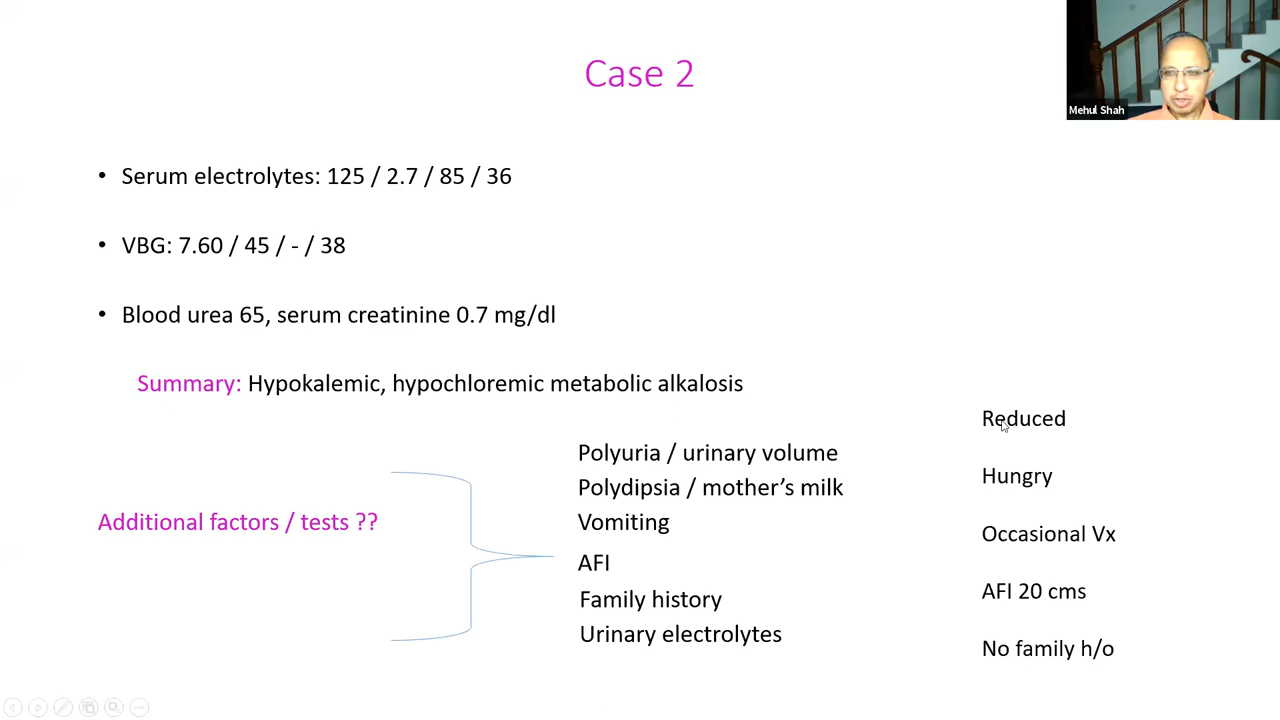 Case 2
Mehul Shah
• Serum electrolytes: 125 / 2.7 / 85 / 36
• VBG: 7.60 / 45 / - / 38
• Blood urea 65, serum creatinine 0.7 mg/dl
Summary: Hypokalemic, hypochloremic metabolic alkalosis
Additional factors / tests ??
Polyuria / urinary volume
Polydipsia / mother’s milk
Vomiting
AFI
Family history
Urinary electrolytes
Reduced
Hungry
Occasional Vx
AFI 20 cms
No family h/o